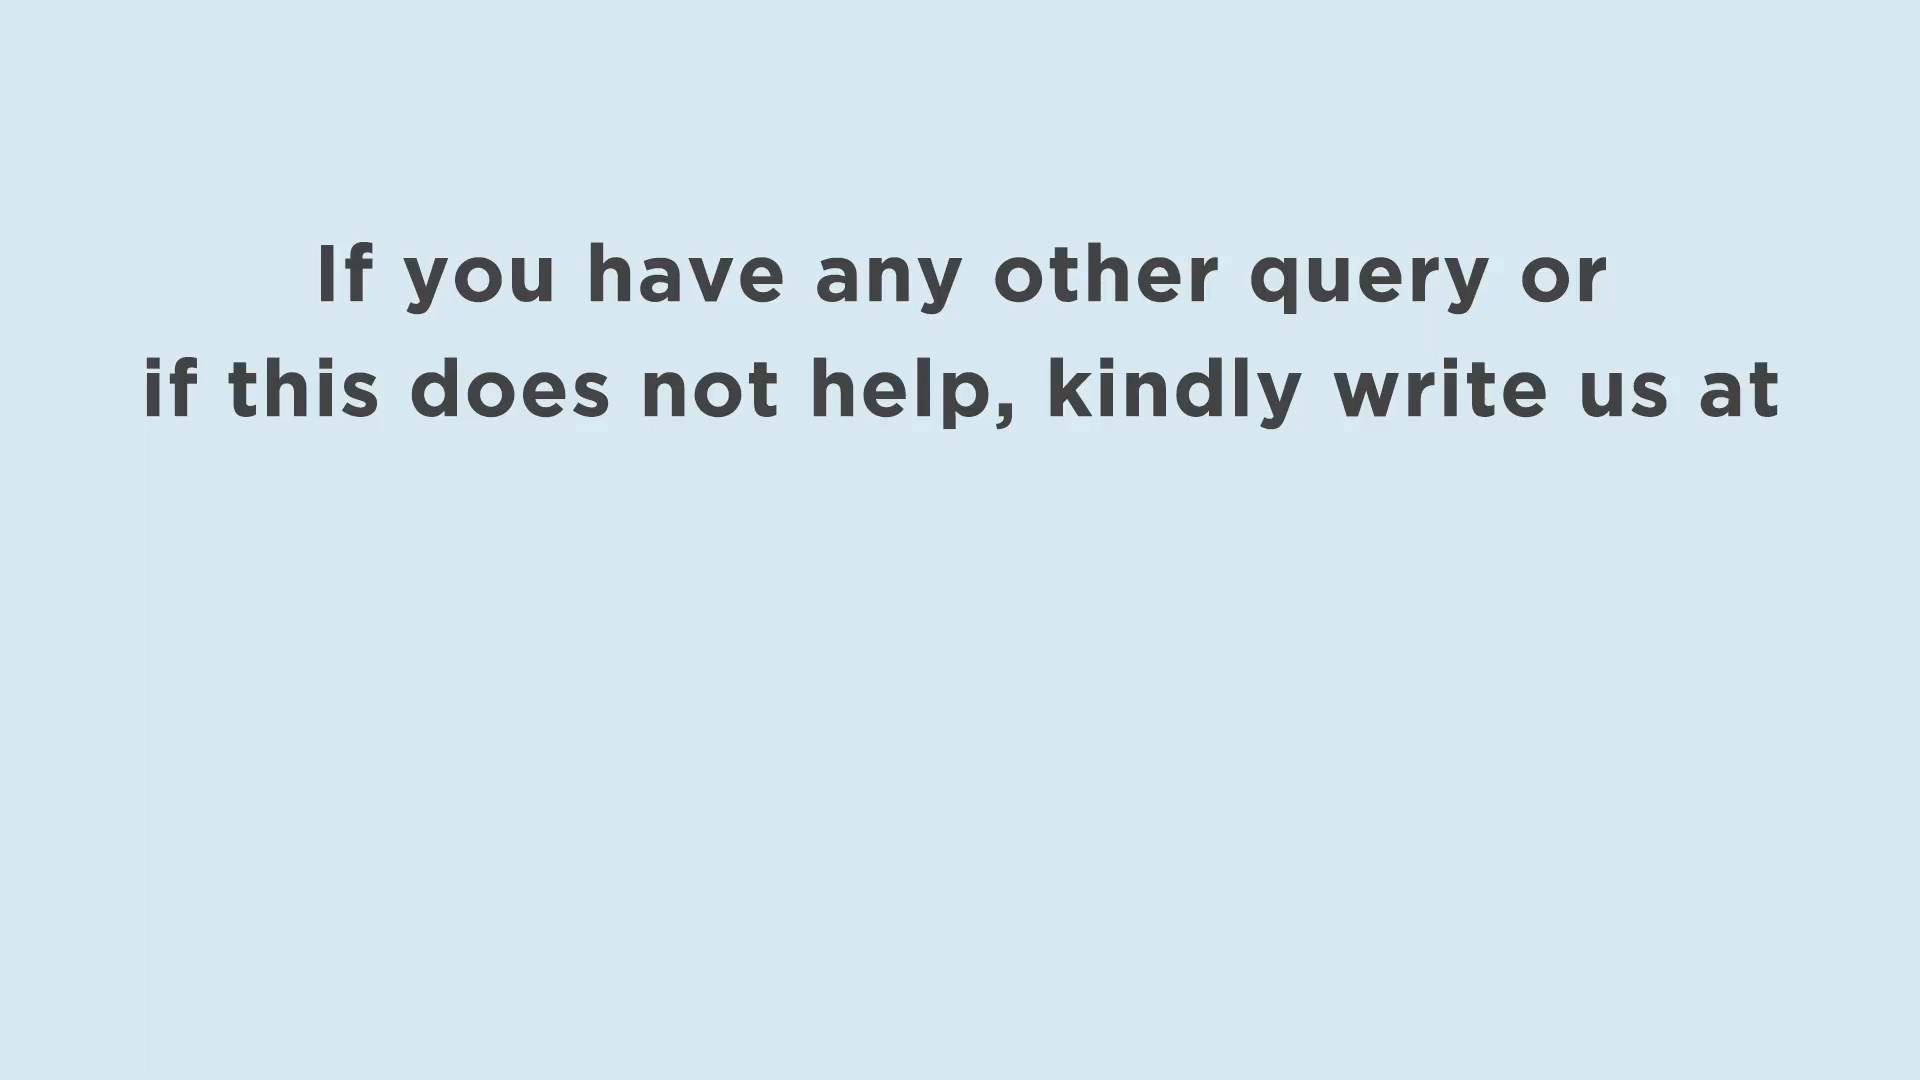 If you have any other query or
if this does not help, kindly write us at